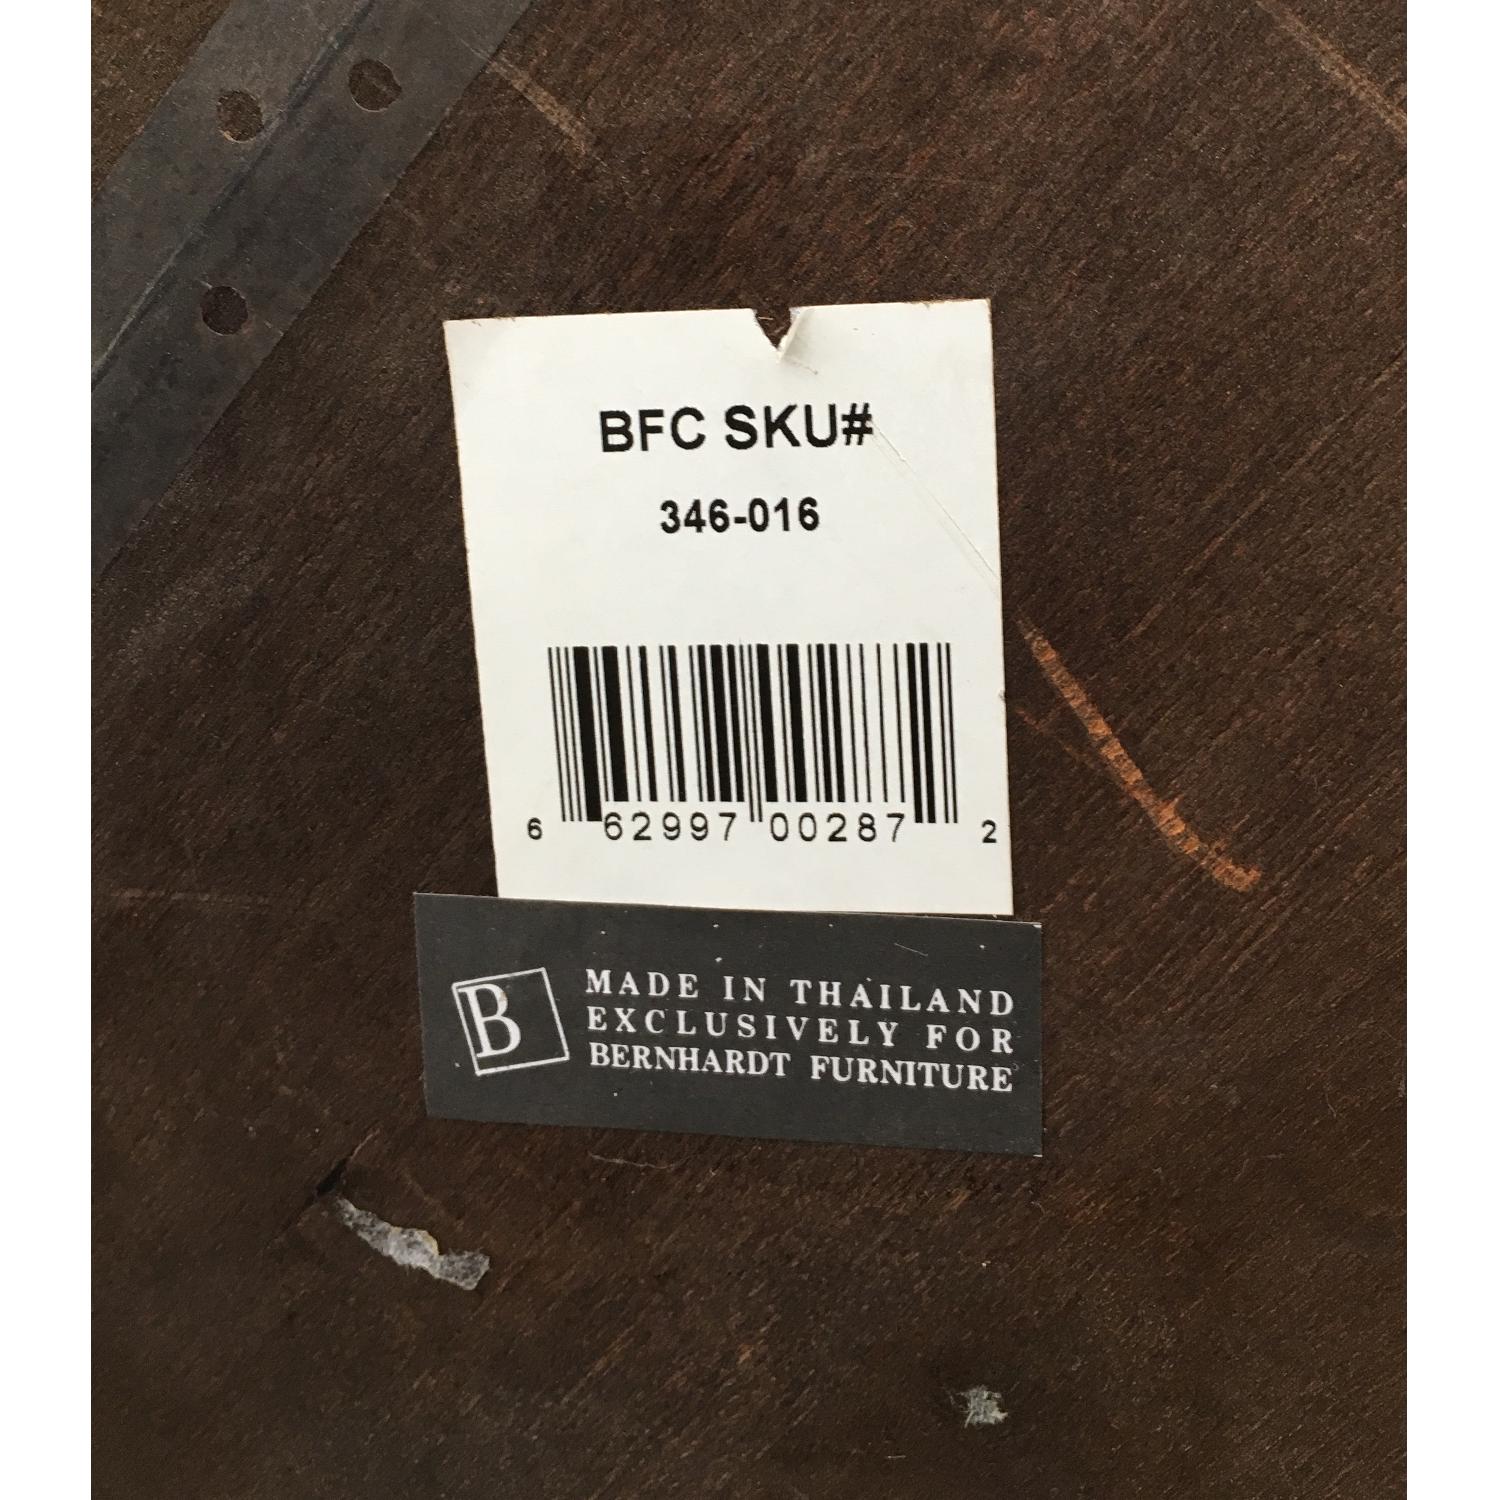 BFC SKU#
346-016
6 62997 00287 2
B
MADE IN THAILAND
EXCLUSIVELY FOR
BERNHARDT FURNITURE